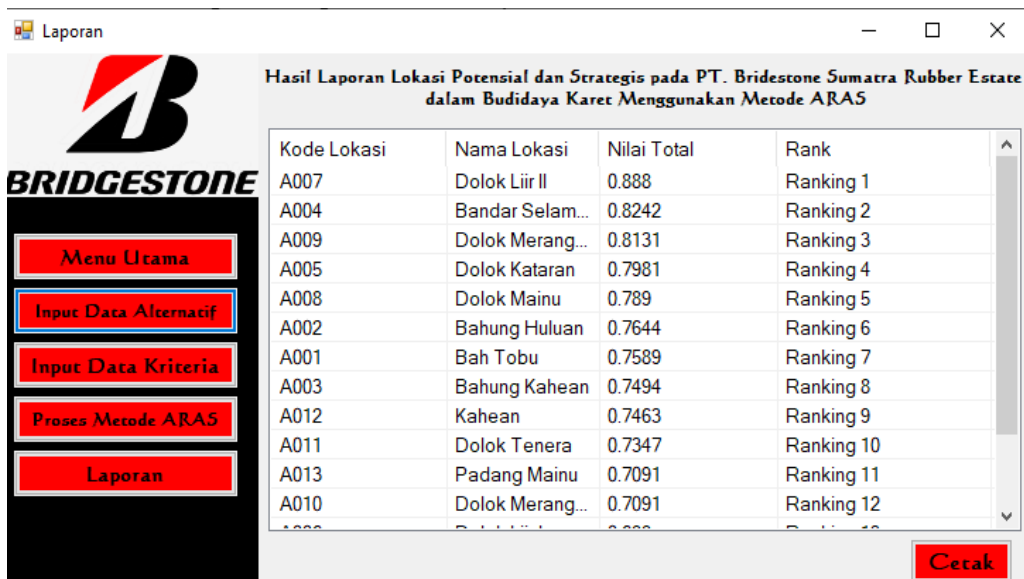 Laporan
BRIDGESTONE
Hasil Laporan Lokasi Potensial dan Strategis pada PT. Bridestone Sumatra Rubber Estate
dalam Budidaya Karet Menggunakan Metode ARAS
Menu Utama
Input Data Alternatif
Input Data Kriteria
Proses Metode ARAS
Laporan
Kode Lokasi Nama Lokasi Nilai Total Rank
A007 Dolok Liir II 0.888 Ranking 1
A004 Bandar Selam... 0.8242 Ranking 2
A009 Dolok Merang... 0.8131 Ranking 3
A005 Dolok Kataran 0.7981 Ranking 4
A008 Dolok Mainu 0.789 Ranking 5
A002 Bahung Huluan 0.7644 Ranking 6
A001 Bah Tobu 0.7589 Ranking 7
A003 Bahung Kahean 0.7494 Ranking 8
A012 Kahean 0.7463 Ranking 9
A011 Dolok Tenera 0.7347 Ranking 10
A013 Padang Mainu 0.7091 Ranking 11
A010 Dolok Merang... 0.7091 Ranking 12
Cetak